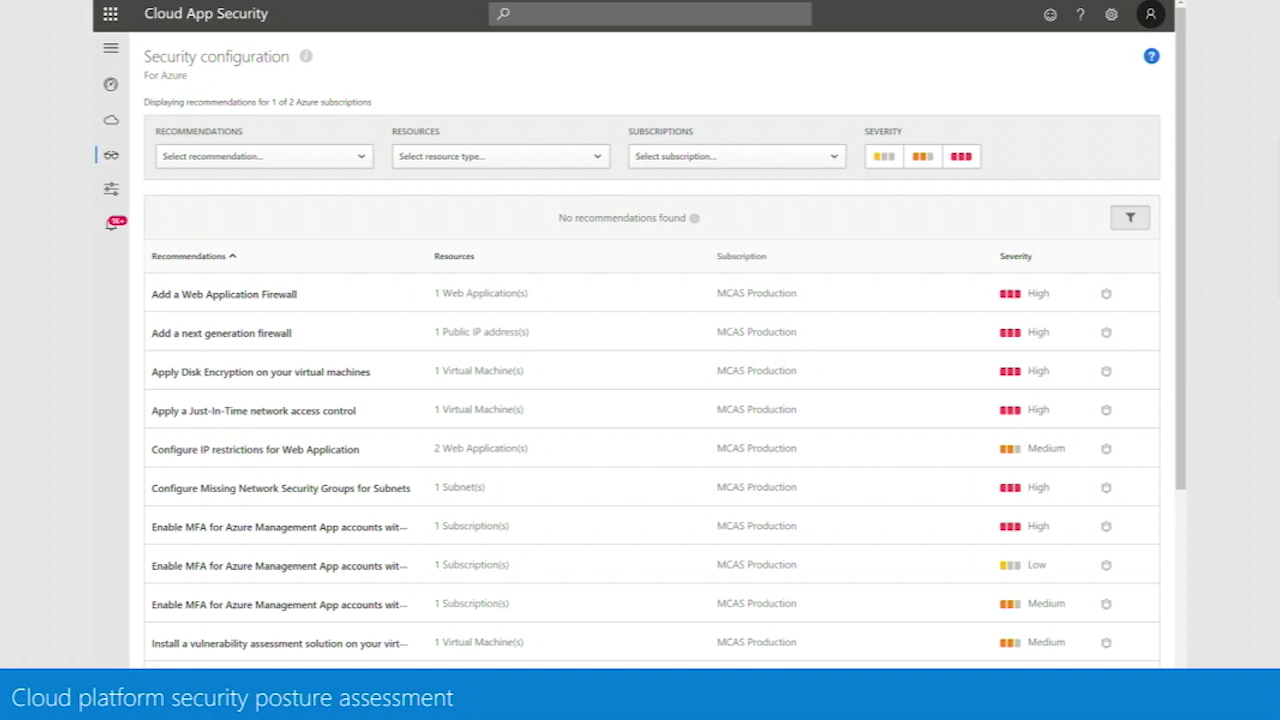 Cloud App Security
?
Security configuration
?
For Azure
Displaying recommendations for 1 of 2 Azure subscriptions
RECOMMENDATIONS RESOURCES SUBSCRIPTIONS SEVERITY
Select recommendation... Select resource type... Select subscription...
1K+
No recommendations found
Recommendations Resources Subscription Severity
Add a Web Application Firewall 1 Web Application(s) MCAS Production High
Add a next generation firewall 1 Public IP address(s) MCAS Production High
Apply Disk Encryption on your virtual machines 1 Virtual Machine(s) MCAS Production High
Apply a Just-In-Time network access control 1 Virtual Machine(s) MCAS Production High
Configure IP restrictions for Web Application 2 Web Application(s) MCAS Production Medium
Configure Missing Network Security Groups for Subnets 1 Subnet(s) MCAS Production High
Enable MFA for Azure Management App accounts wit... 1 Subscription(s) MCAS Production High
Enable MFA for Azure Management App accounts wit... 1 Subscription(s) MCAS Production Low
Enable MFA for Azure Management App accounts wit... 1 Subscription(s) MCAS Production Medium
Install a vulnerability assessment solution on your virt... 1 Virtual Machine(s) MCAS Production Medium
Cloud platform security posture assessment